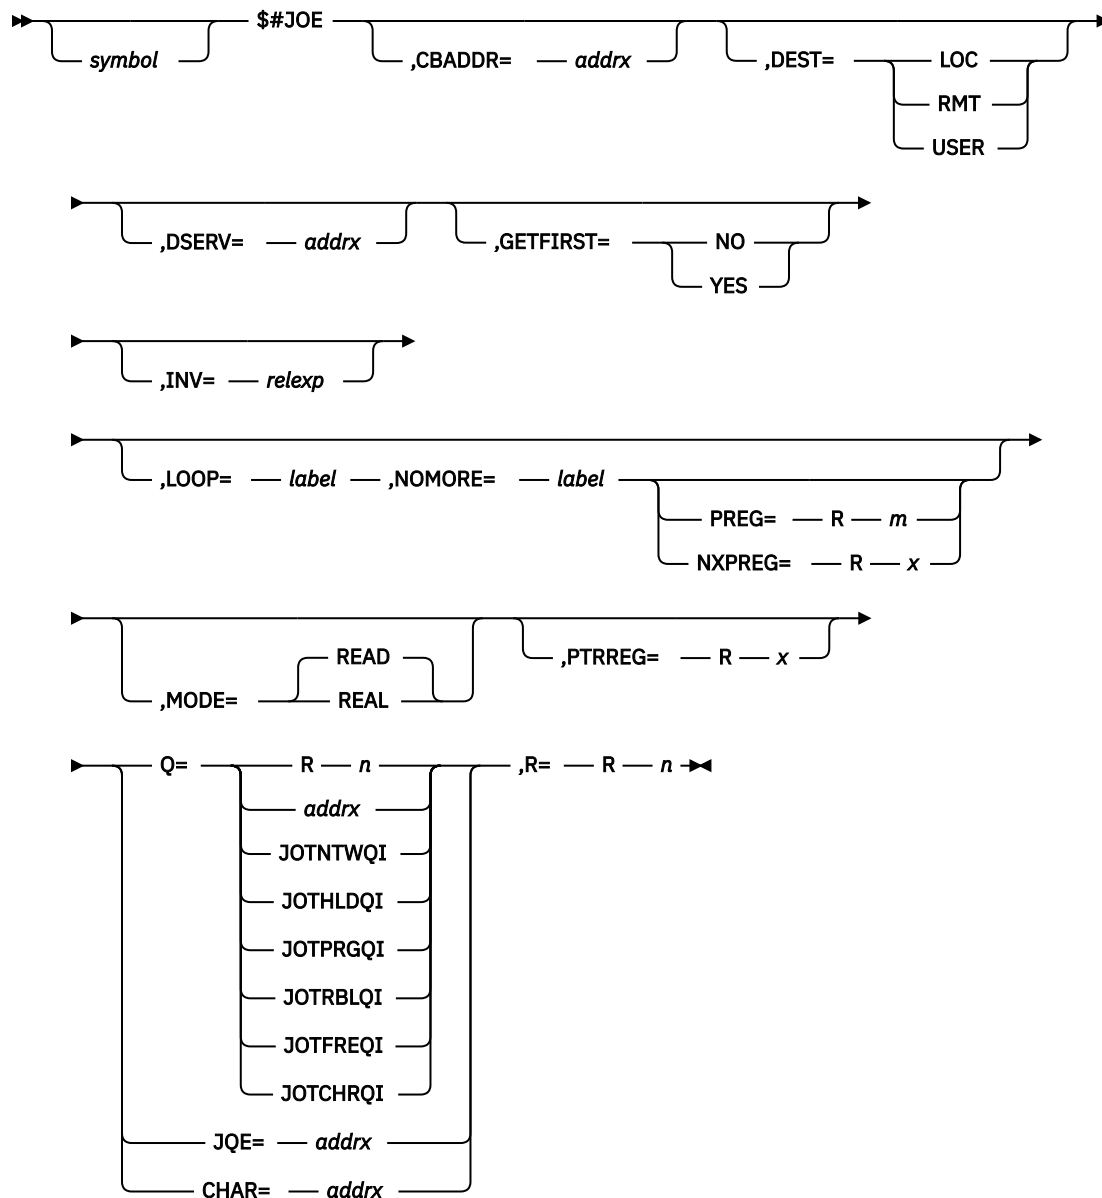 $#JOE
symbol ,CBADDR= addrx ,DEST= LOC
RMT
USER
,DSERV= addrx ,GETFIRST= NO
YES
,INV= relexp
,LOOP= label ,NOMORE= label
PREG= R m
NXPREG= R x
READ ,PTRREG= R x
,MODE= REAL
Q= R n ,R= R n
addrx
JOTNTWQI
JOTHLDQI
JOTPRGQI
JOTRBLQI
JOTFREQI
JOTCHRQI
JQE= addrx
CHAR= addrx